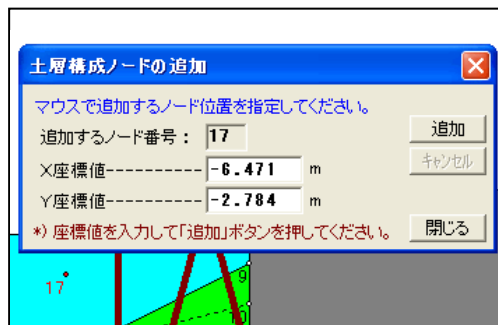 土層構成ノードの追加
マウスで追加するノード位置を指定してください。
追加するノード番号： 17
追加
X座標値---------- -6.471 m
キャンセル
Y座標値---------- -2.784 m
*) 座標値を入力して「追加」ボタンを押してください。
閉じる
17
9
10